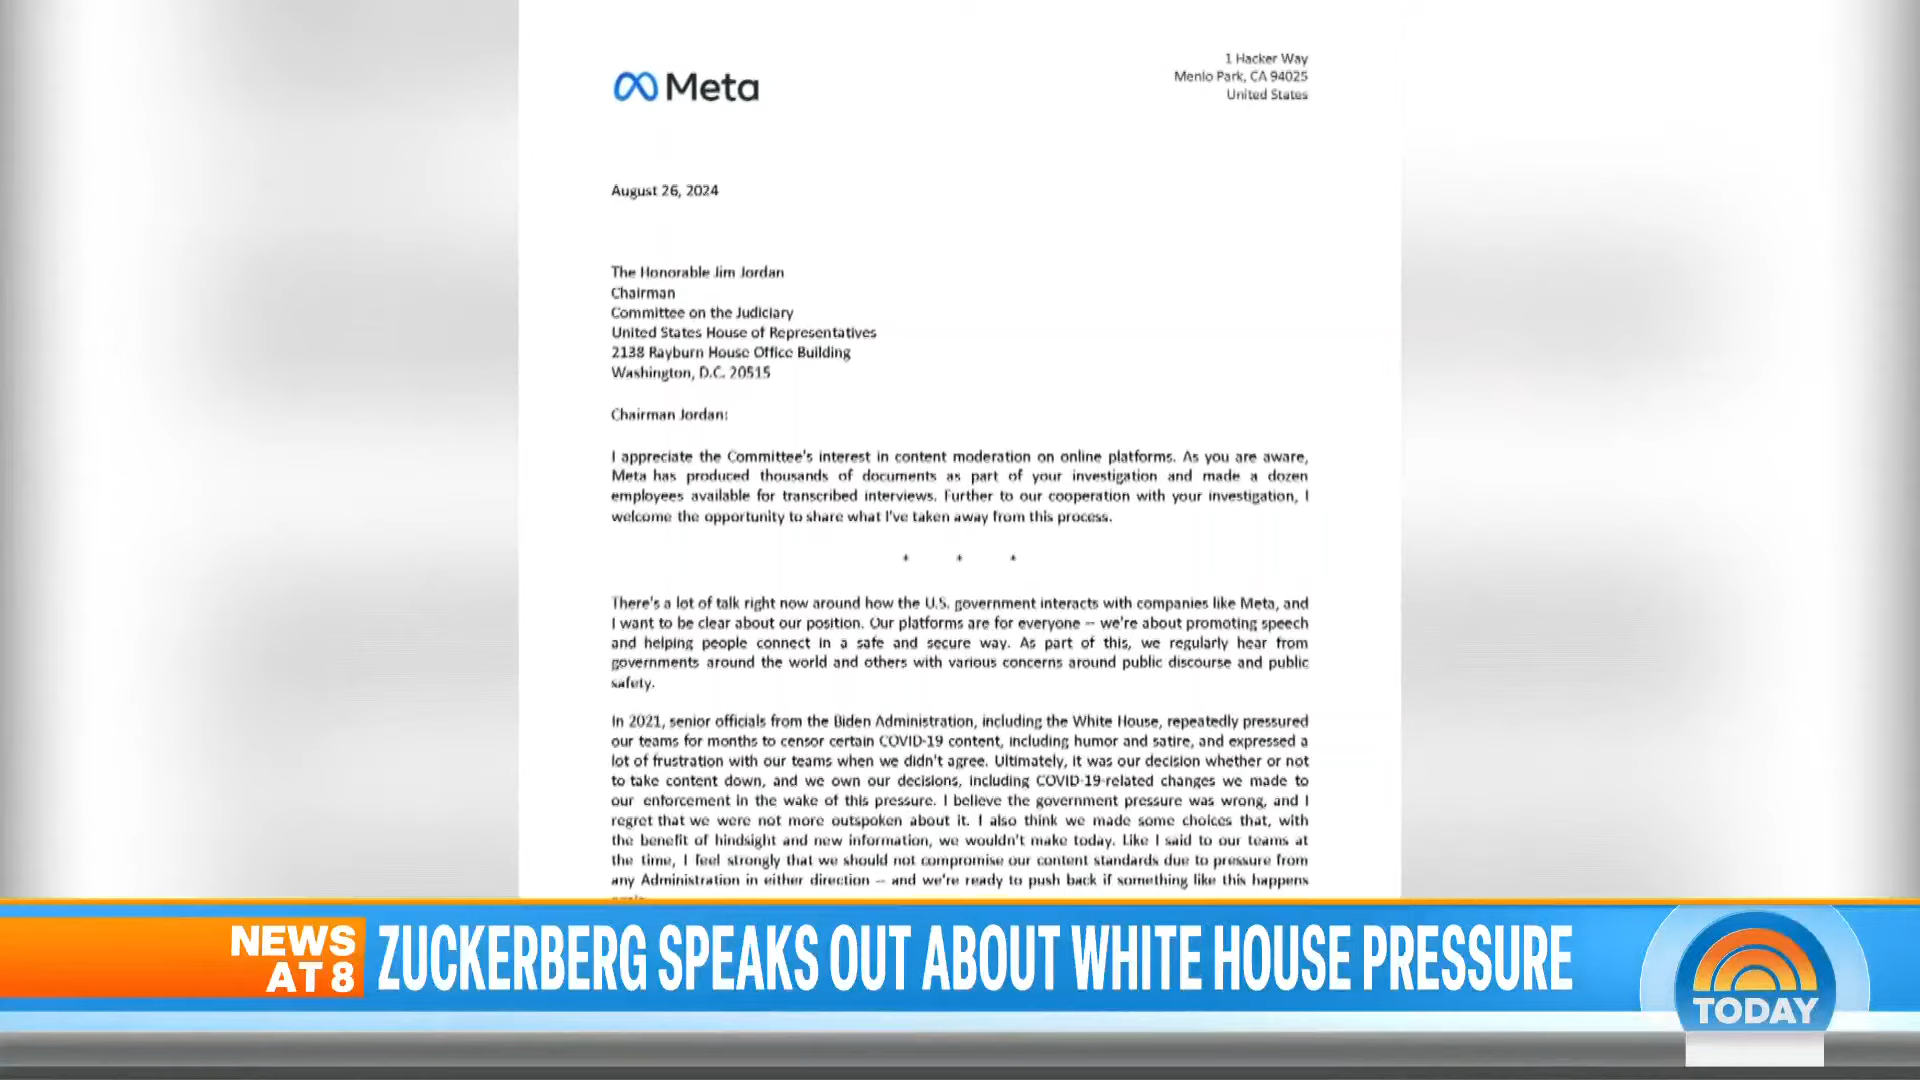 Meta
1 Hacker Way
Menlo Park, CA 94025
United States
August 26, 2024
The Honorable Jim Jordan
Chairman
Committee on the Judiciary
United States House of Representatives
2138 Rayburn House Office Building
Washington, D.C. 20515
Chairman Jordan:
I appreciate the Committee's interest in content moderation on online platforms. As you are aware,
Meta has produced thousands of documents as part of your investigation and made a dozen
employees available for transcribed interviews. Further to our cooperation with your investigation, I
welcome the opportunity to share what I've taken away from this process.
* * *
There's a lot of talk right now around how the U.S. government interacts with companies like Meta, and
I want to be clear about our position. Our platforms are for everyone – we're about promoting speech
and helping people connect in a safe and secure way. As part of this, we regularly hear from
governments around the world and others with various concerns around public discourse and public
safety.
In 2021, senior officials from the Biden Administration, including the White House, repeatedly pressured
our teams for months to censor certain COVID-19 content, including humor and satire, and expressed a
lot of frustration with our teams when we didn't agree. Ultimately, it was our decision whether or not
to take content down, and we own our decisions, including COVID-19-related changes we made to
our enforcement in the wake of this pressure. I believe the government pressure was wrong, and I
regret that we were not more outspoken about it. I also think we made some choices that, with
the benefit of hindsight and new information, we wouldn't make today. Like I said to our teams at
the time, I feel strongly that we should not compromise our content standards due to pressure from
any Administration in either direction – and we're ready to push back if something like this happens
NEWS
AT 8
ZUCKERBERG SPEAKS OUT ABOUT WHITE HOUSE PRESSURE
TODAY